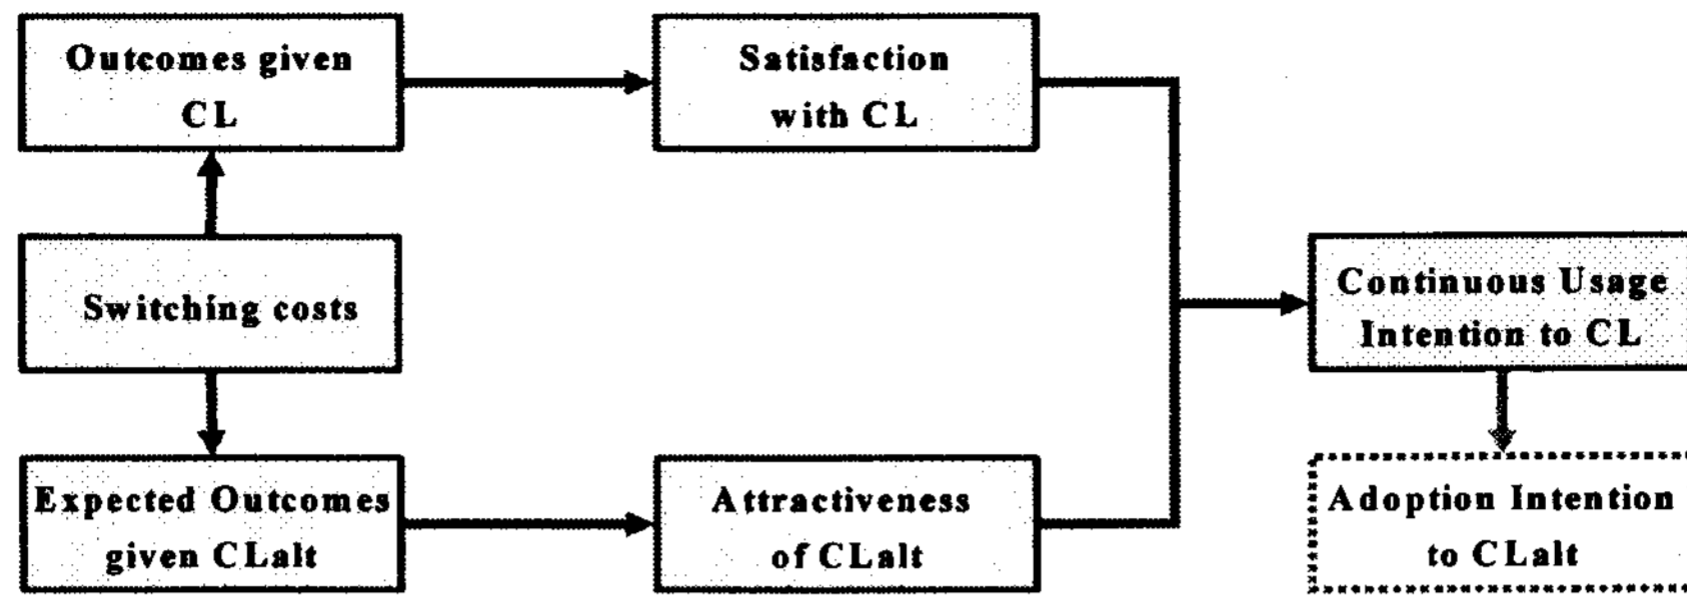 Outcomes given
CL
Satisfaction
with CL
Switching costs
Continuous Usage
Intention to CL
Expected Outcomes
given CLalt
Attractiveness
of CLalt
Adoption Intention
to CLalt